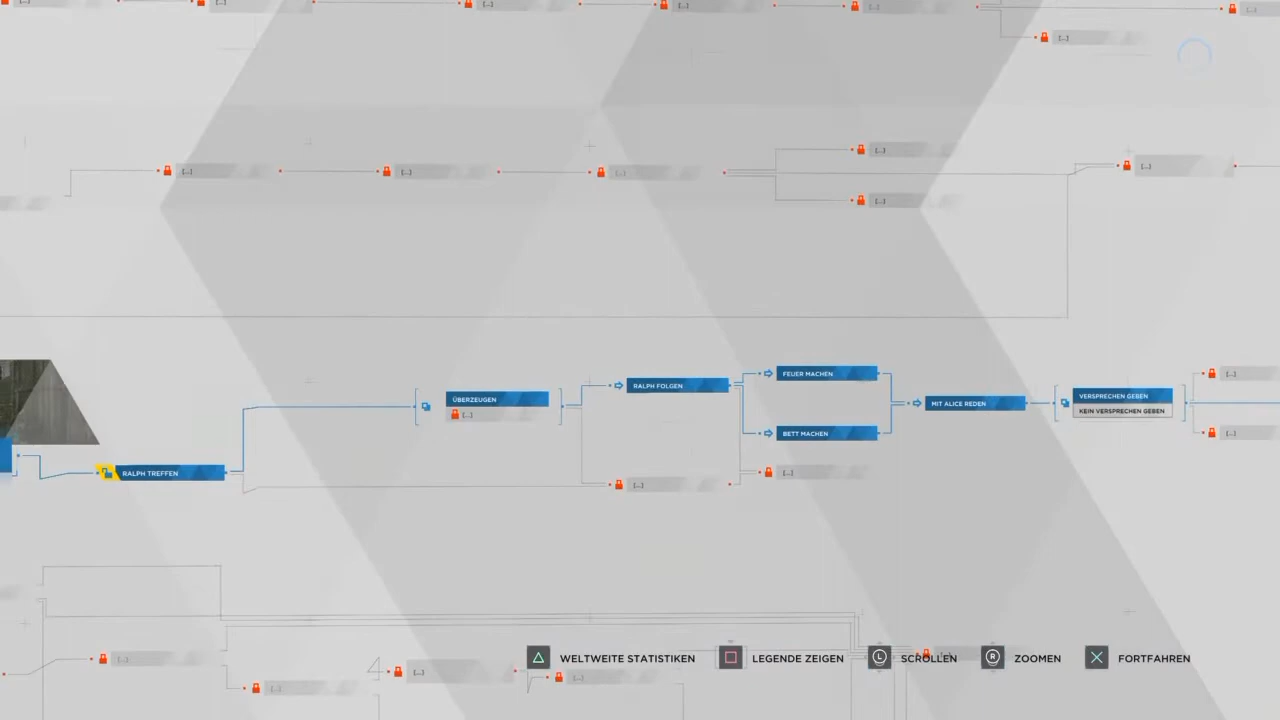 [...]
[...]
[...]
[...]
[...]
[...]
[...]
[...]
[...]
[...]
[...]
[...]
[...]
[...]
FEUER MACHEN
[...]
RALPH FOLGEN
VERSPRECHEN GEBEN
ÜBERZEUGEN
MIT ALICE REDEN
KEIN VERSPRECHEN GEBEN
[...]
BETT MACHEN
[...]
RALPH TREFFEN
[...]
[...]
[...]
[...]
[...]
[...]
WELTWEITE STATISTIKEN
LEGENDE ZEIGEN
L SCROLLEN
R ZOOMEN
FORTFAHREN